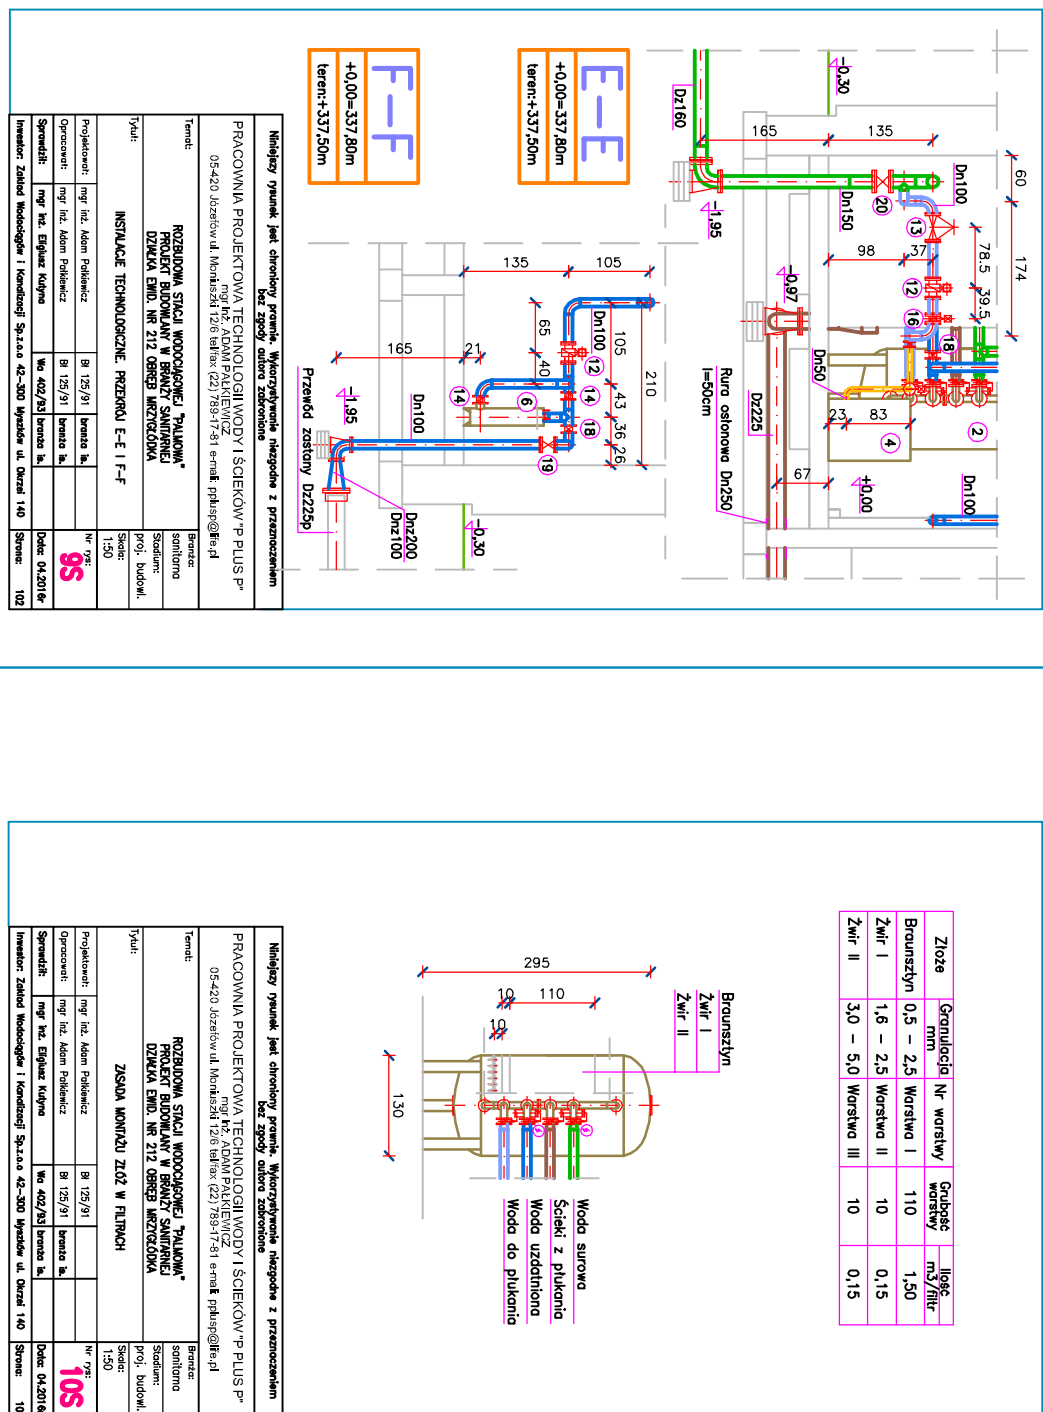 E-E
+0,00=337,80m
teren:+337,50m
F-F
+0,00=337,80m
teren:+337,50m
-0,30
Dz160
165
135
-1,95
Dn150
20
Dn100
60
174
13
98
37
78.5
39.5
12
16
18
-0,97
Dn50
23
83
4
2
+0,00
67
Dn100
Dz225
Rura osłonowa Dn250
l=50cm
135
105
Dn100
65
40
105
210
12
14
14
6
43
18
36
26
19
165
21
Dn100
-1,95
Przewód zastany Dz225p
Dnz200
Dnz100
-0,30
Niniejszy rysunek jest chroniony prawnie. Wykorzystywanie niezgodne z przeznaczeniem
bez zgody autora zabronione
PRACOWNIA PROJEKTOWA TECHNOLOGII WODY I ŚCIEKÓW "P PLUS P"
mgr inż. ADAM PAŁKIEWICZ
05-420 Józefów ul. Moniuszki 12/6 tel/fax (22) 789-17-81 e-mail: pplusp@life.pl
Temat:
ROZBUDOWA STACJI WODOCIĄGOWEJ "PALMOWA"
PROJEKT BUDOWLANY W BRANŻY SANITARNEJ
DZIAŁKA EWID. NR 212 OBRĘB MRZYGŁÓDKA
Branża:
sanitarna
Stadium:
proj. budowl.
Tytuł:
INSTALACJE TECHNOLOGICZNE PRZEKRÓJ E-E I F-F
Skala:
1:50
Projektował: mgr inż. Adam Pałkiewicz Bł 125/91 branża is.
Opracował: mgr inż. Adam Pałkiewicz Bł 125/91 branża is.
Nr rys:
9S
Sprawdził: mgr inż. Eligiusz Kułyna Wa 402/93 branża is.
Data: 04.2016r
Inwestor: Zakład Wodociągów i Kanalizacji Sp.z.o.o 42-300 Myszków ul. Okrzei 140
Strona: 102
Złoże Granulacja mm Nr warstwy Grubość warstwy Ilość m3/filtr
Braunsztyn 0,5 - 2,5 Warstwa I 110 1,50
Żwir I 1,6 - 2,5 Warstwa II 10 0,15
Żwir II 3,0 - 5,0 Warstwa III 10 0,15
Braunsztyn
Żwir I
Żwir II
295
10
110
10
130
Woda surowa
Ścieki z płukania
Woda uzdatniona
Woda do płukania
Niniejszy rysunek jest chroniony prawnie. Wykorzystywanie niezgodne z przeznaczeniem
bez zgody autora zabronione
PRACOWNIA PROJEKTOWA TECHNOLOGII WODY I ŚCIEKÓW "P PLUS P"
mgr inż. ADAM PAŁKIEWICZ
05-420 Józefów ul. Moniuszki 12/6 tel/fax (22) 789-17-81 e-mail: pplusp@life.pl
Temat:
ROZBUDOWA STACJI WODOCIĄGOWEJ "PALMOWA"
PROJEKT BUDOWLANY W BRANŻY SANITARNEJ
DZIAŁKA EWID. NR 212 OBRĘB MRZYGŁÓDKA
Branża:
sanitarna
Stadium:
proj. budowl.
Tytuł:
ZASADA MONTAŻU ZŁÓŻ W FILTRACH
Skala:
1:50
Projektował: mgr inż. Adam Pałkiewicz Bł 125/91
Opracował: mgr inż. Adam Pałkiewicz Bł 125/91 branża is.
Nr rys:
10S
Sprawdził: mgr inż. Eligiusz Kułyna Wa 402/93 branża is.
Data: 04.2016
Inwestor: Zakład Wodociągów i Kanalizacji Sp.z.o.o 42-300 Myszków ul. Okrzei 140
Strona: 10